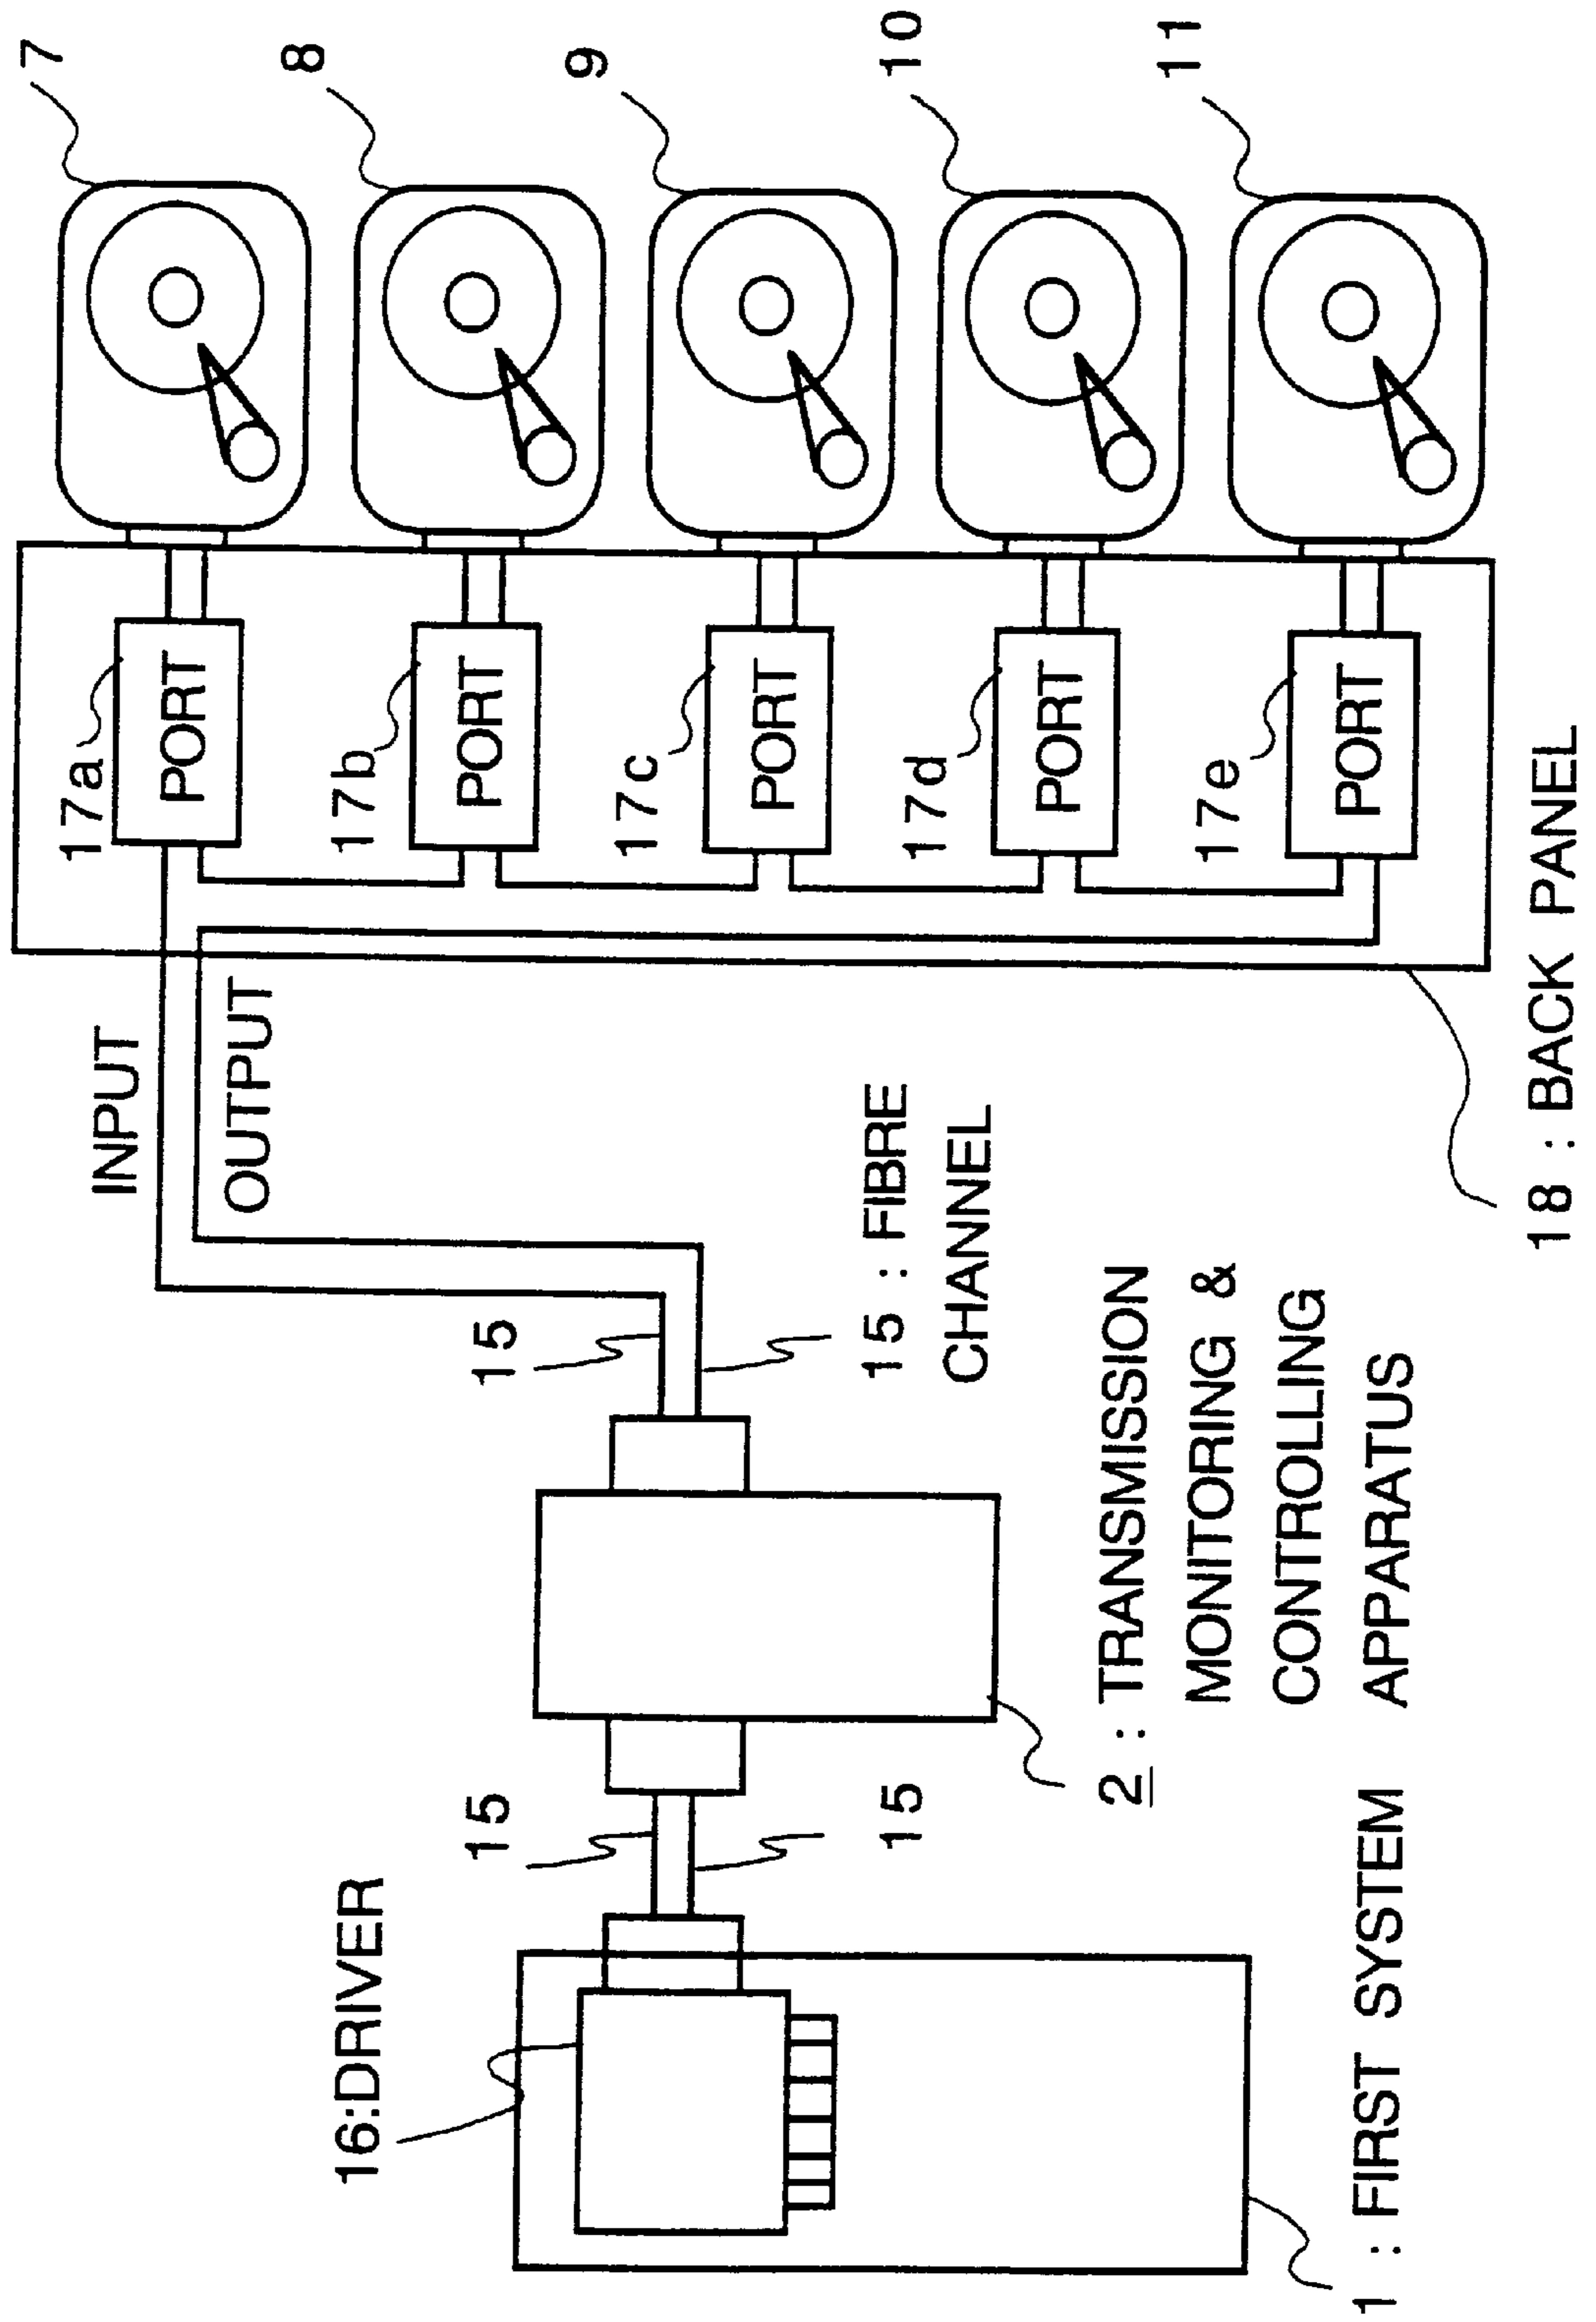 7
8
9
10
11
17a
PORT
17b
PORT
17c
PORT
17d
PORT
17e
PORT
INPUT
OUTPUT
18 : BACK PANEL
15
15 : FIBRE
CHANNEL
2 : TRANSMISSION
MONITORING &
CONTROLLING
APPARATUS
15
15
16:DRIVER
1 : FIRST SYSTEM